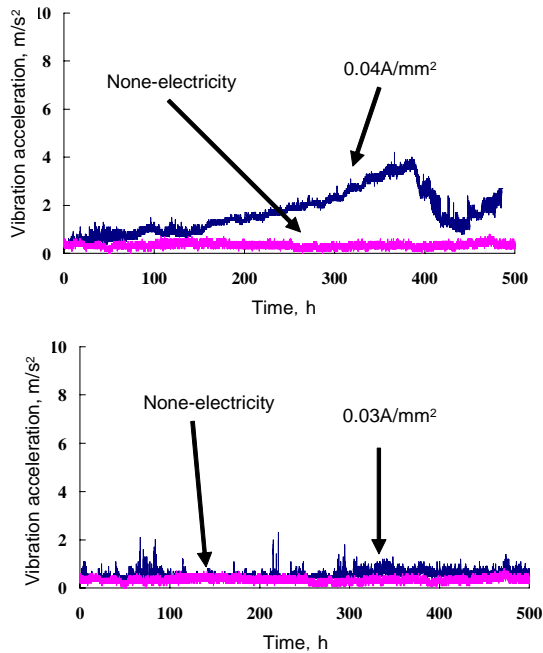 10
8
6
4
2
0
Vibration acceleration, m/s²
None-electricity
0.04A/mm²
0 100 200 300 400 500
Time, h
10
8
6
4
2
0
Vibration acceleration, m/s²
None-electricity
0.03A/mm²
0 100 200 300 400 500
Time, h